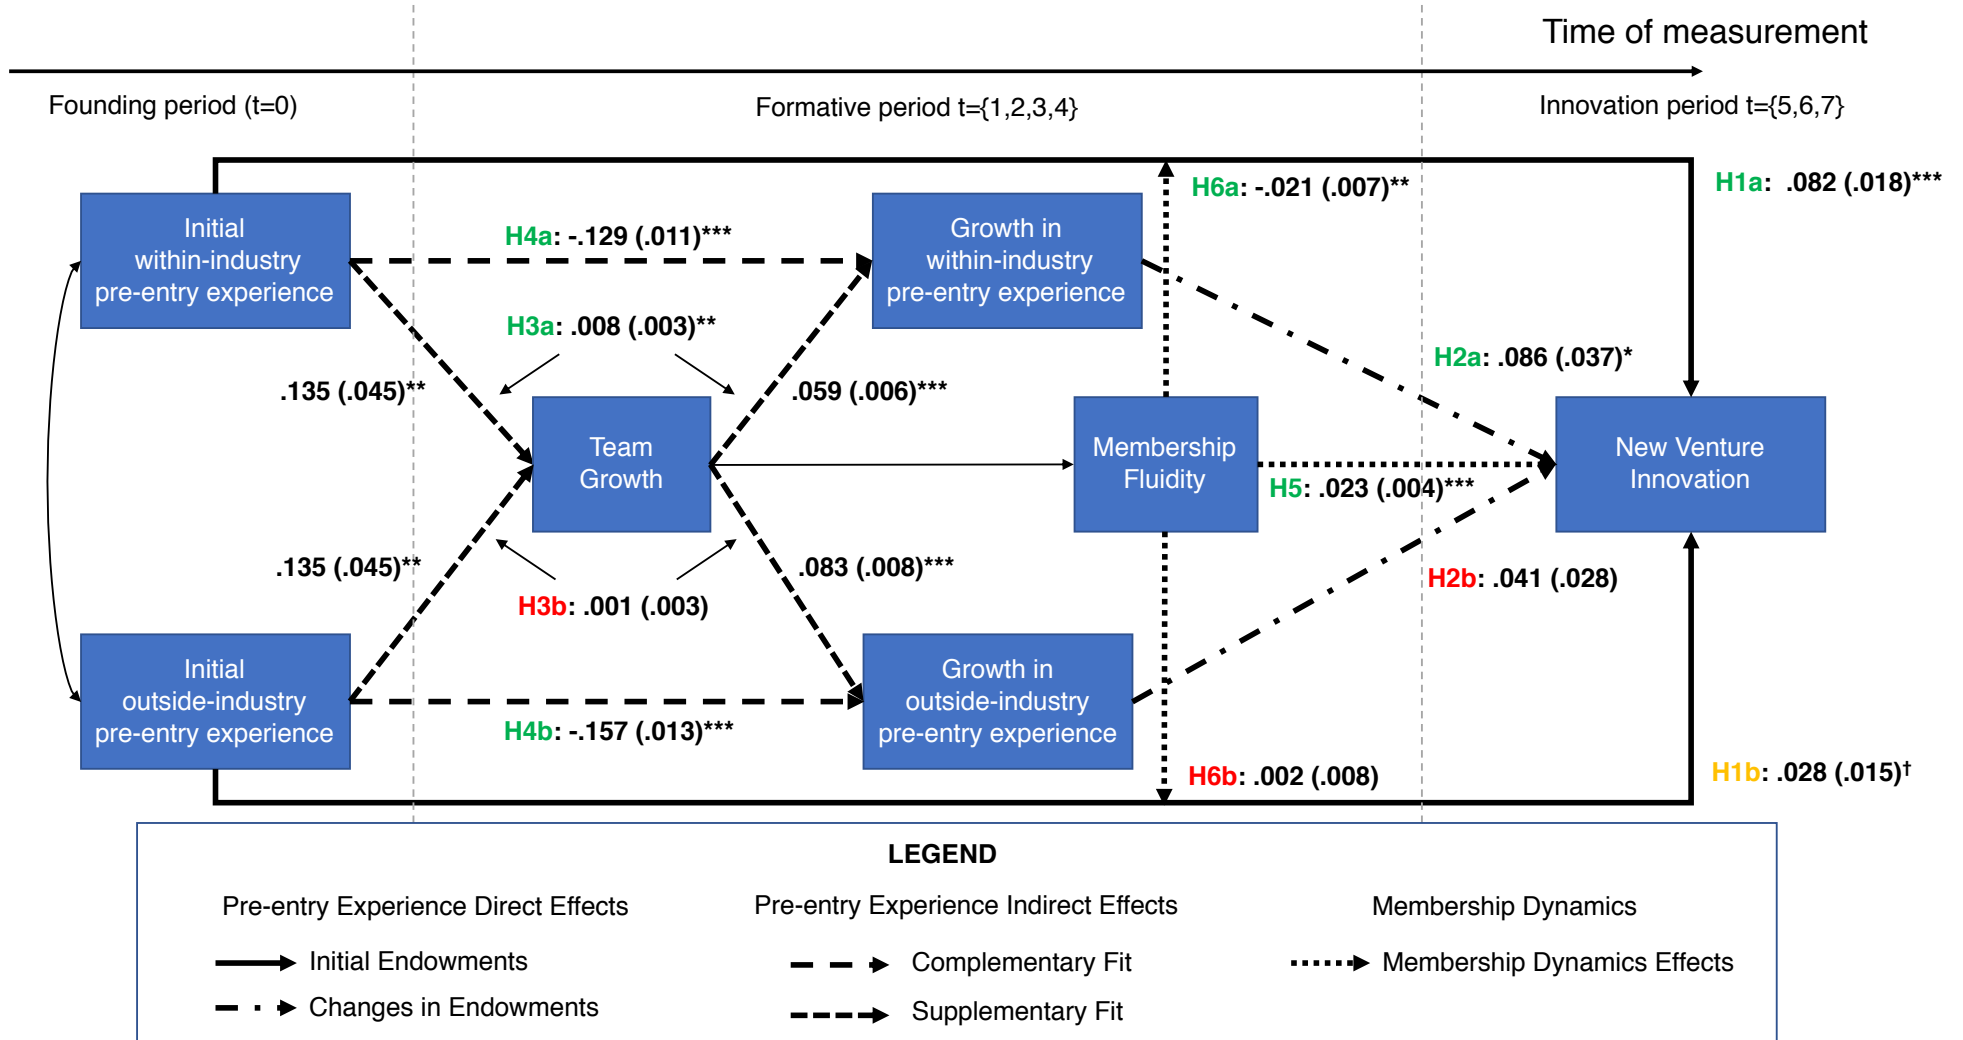 Time of measurement
Founding period (t=0)
Formative period t={1,2,3,4}
Innovation period t={5,6,7}
H6a: -.021 (.007)**
H1a:  .082 (.018)***
Initial
within-industry
pre-entry experience
H4a: -.129 (.011)***
Growth in
within-industry
pre-entry experience
H3a: .008 (.003)**
H2a: .086 (.037)*
.135 (.045)**
.059 (.006)***
Team
Growth
Membership
Fluidity
New Venture
Innovation
H5: .023 (.004)***
.135 (.045)**
.083 (.008)***
H3b: .001 (.003)
H2b: .041 (.028)
Initial
outside-industry
pre-entry experience
H4b: -.157 (.013)***
Growth in
outside-industry
pre-entry experience
H6b: .002 (.008)
H1b: .028 (.015)†
LEGEND
Pre-entry Experience Direct Effects
Initial Endowments
Changes in Endowments
Pre-entry Experience Indirect Effects
Complementary Fit
Supplementary Fit
Membership Dynamics
Membership Dynamics Effects